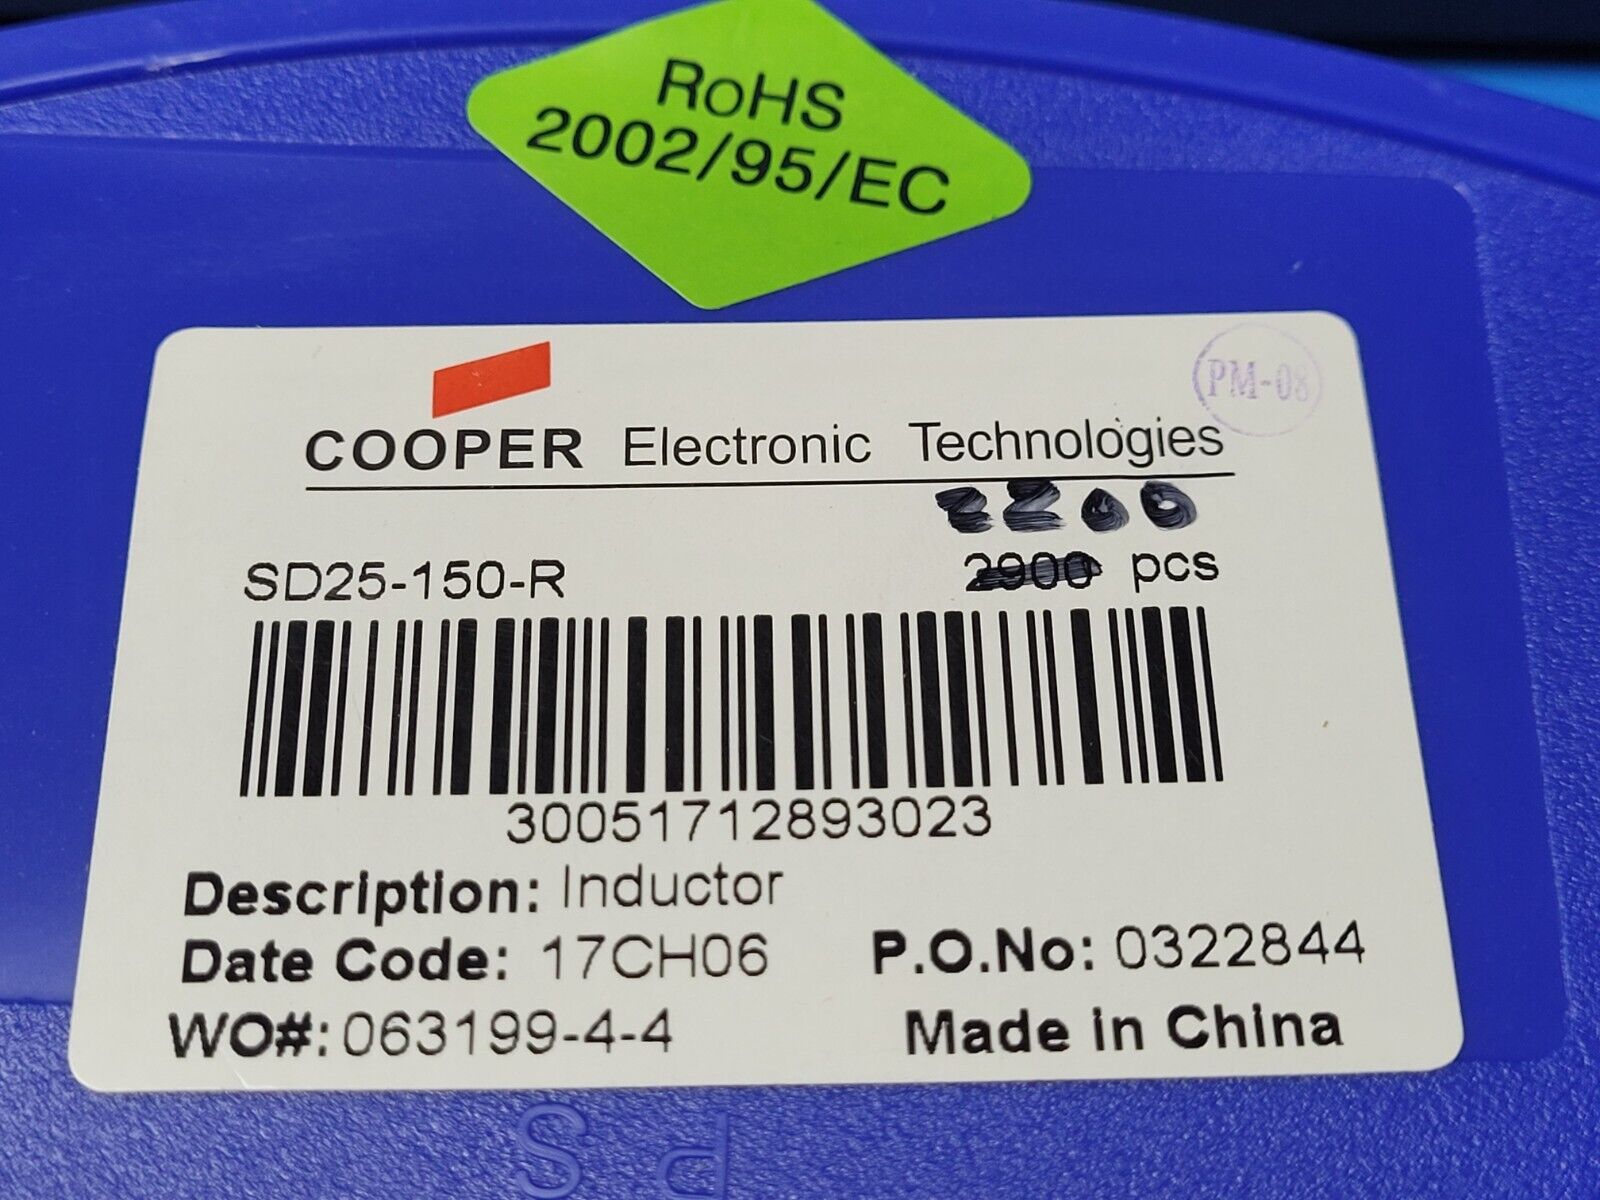 RoHS
2002/95/EC
PM-08
COOPER Electronic Technologies
2200
SD25-150-R 2900 pcs
30051712893023
Description: Inductor
Date Code: 17CH06 P.O.No: 0322844
WO#: 063199-4-4 Made in China
PS